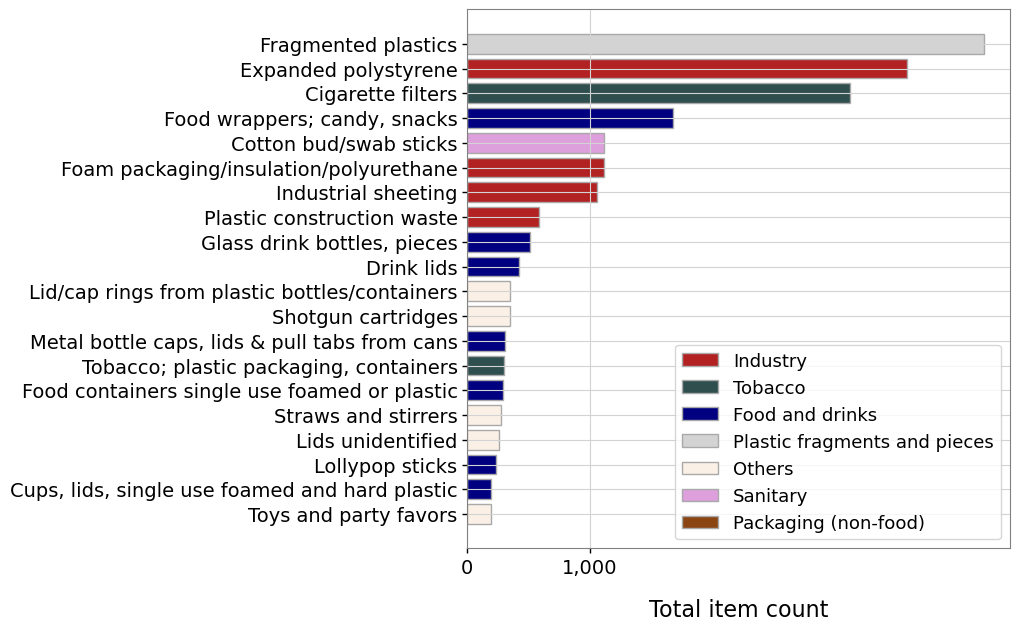 Fragmented plastics
Expanded polystyrene
Cigarette filters
Food wrappers; candy, snacks
Cotton bud/swab sticks
Foam packaging/insulation/polyurethane
Industrial sheeting
Plastic construction waste
Glass drink bottles, pieces
Drink lids
Lid/cap rings from plastic bottles/containers
Shotgun cartridges
Metal bottle caps, lids & pull tabs from cans
Tobacco; plastic packaging, containers
Food containers single use foamed or plastic
Straws and stirrers
Lids unidentified
Lollypop sticks
Cups, lids, single use foamed and hard plastic
Toys and party favors
Industry
Tobacco
Food and drinks
Plastic fragments and pieces
Others
Sanitary
Packaging (non-food)
0 1,000
Total item count